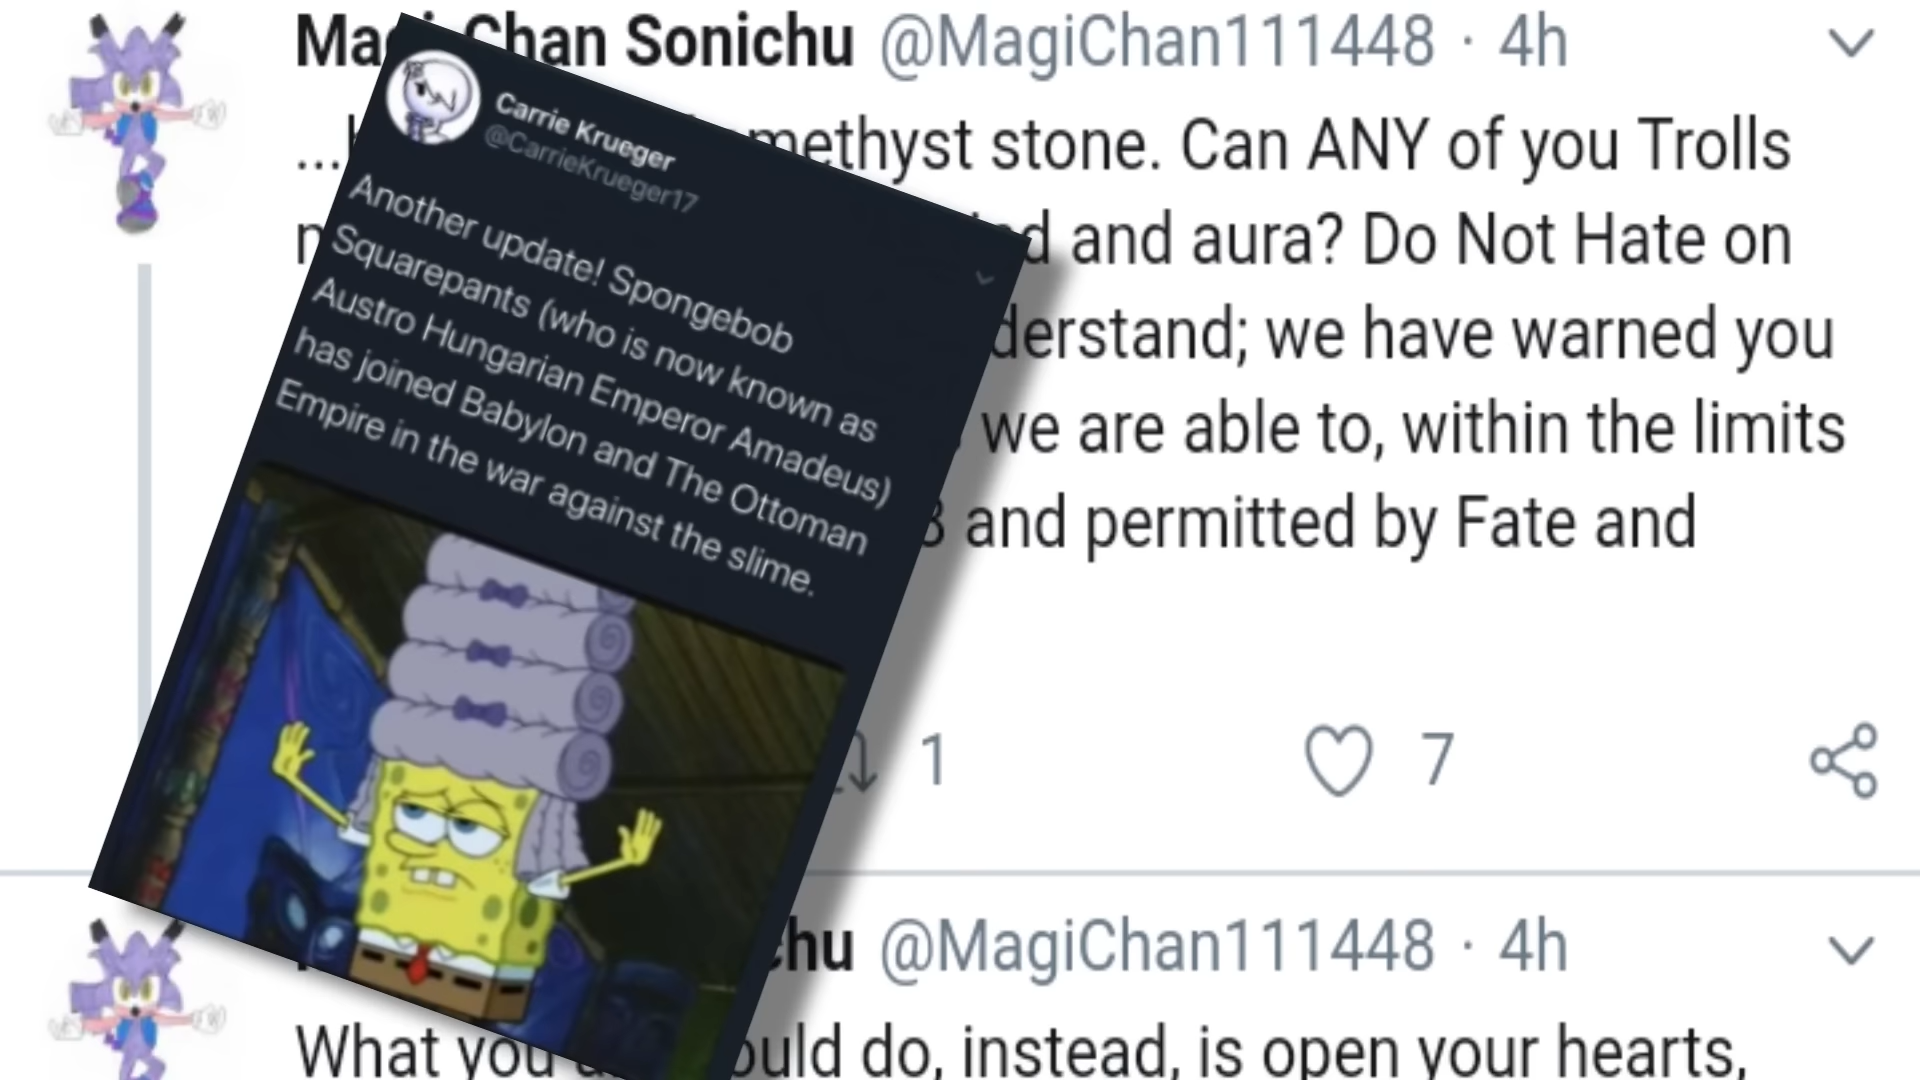 Chan Sonichu @MagiChan111448 · 4h
methyst stone. Can ANY of you Trolls
and aura? Do Not Hate on
derstand; we have warned you
we are able to, within the limits
and permitted by Fate and
1 7
Carrie Krueger
@CarrieKrueger17
Another update! Spongebob
Squarepants (who is now known as
Austro Hungarian Emperor Amadeus)
has joined Babylon and The Ottoman
Empire in the war against the slime.
chu @MagiChan111448 · 4h
What you ould do, instead, is open your hearts,